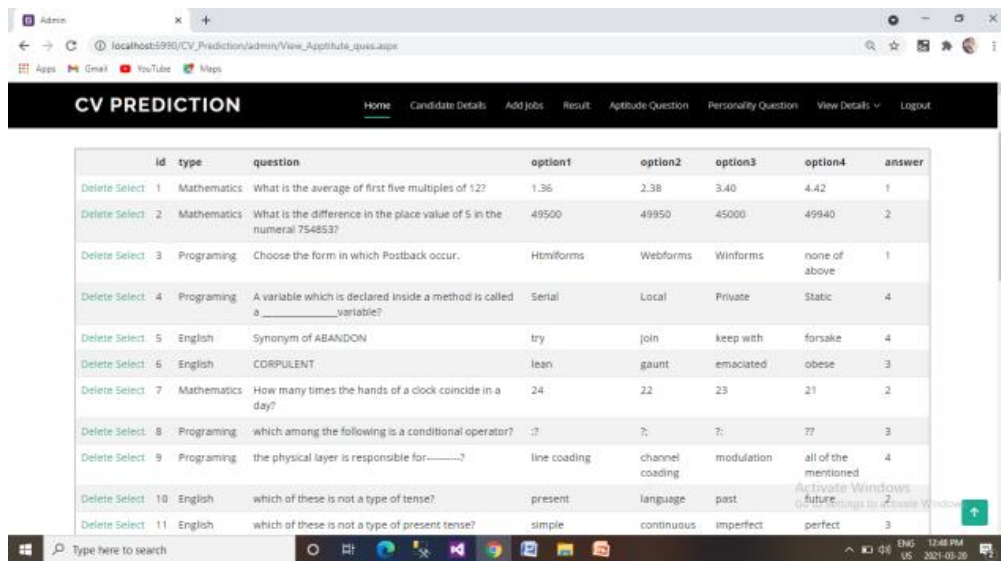 Admin
localhost:6990/CV_Prediction/admin/View_Apptitute_ques.aspx
Apps Gmail YouTube Maps
CV PREDICTION Home Candidate Details Add Jobs Result Aptitude Question Personality Question View Details Logout
id type question option1 option2 option3 option4 answer
Delete Select 1 Mathematics What is the average of first five multiples of 12? 1.36 2.38 3.40 4.42 1
Delete Select 2 Mathematics What is the difference in the place value of 5 in the 49500 49950 45000 49940 2
numeral 754853?
Delete Select 3 Programing Choose the form in which Postback occur. Htmlforms Webforms Winforms none of 1
above
Delete Select 4 Programing A variable which is declared inside a method is called Serial Local Private Static 4
a ______________variable?
Delete Select 5 English Synonym of ABANDON try Join keep with forsake 4
Delete Select 6 English CORPULENT lean gaunt emaciated obese 3
Delete Select 7 Mathematics How many times the hands of a clock coincide in a 24 22 23 21 2
day?
Delete Select 8 Programing which among the following is a conditional operator? :? ?; ?: ?? 3
Delete Select 9 Programing the physical layer is responsible for----------? line coading channel modulation all of the 4
coading mentioned
Activate Windows
Delete Select 10 English which of these is not a type of tense? present language past future 2
Go to Settings to activate Windows
Delete Select 11 English which of these is not a type of present tense? simple continuous imperfect perfect 3
Type here to search ENG 12:48 PM
US 2021-03-20